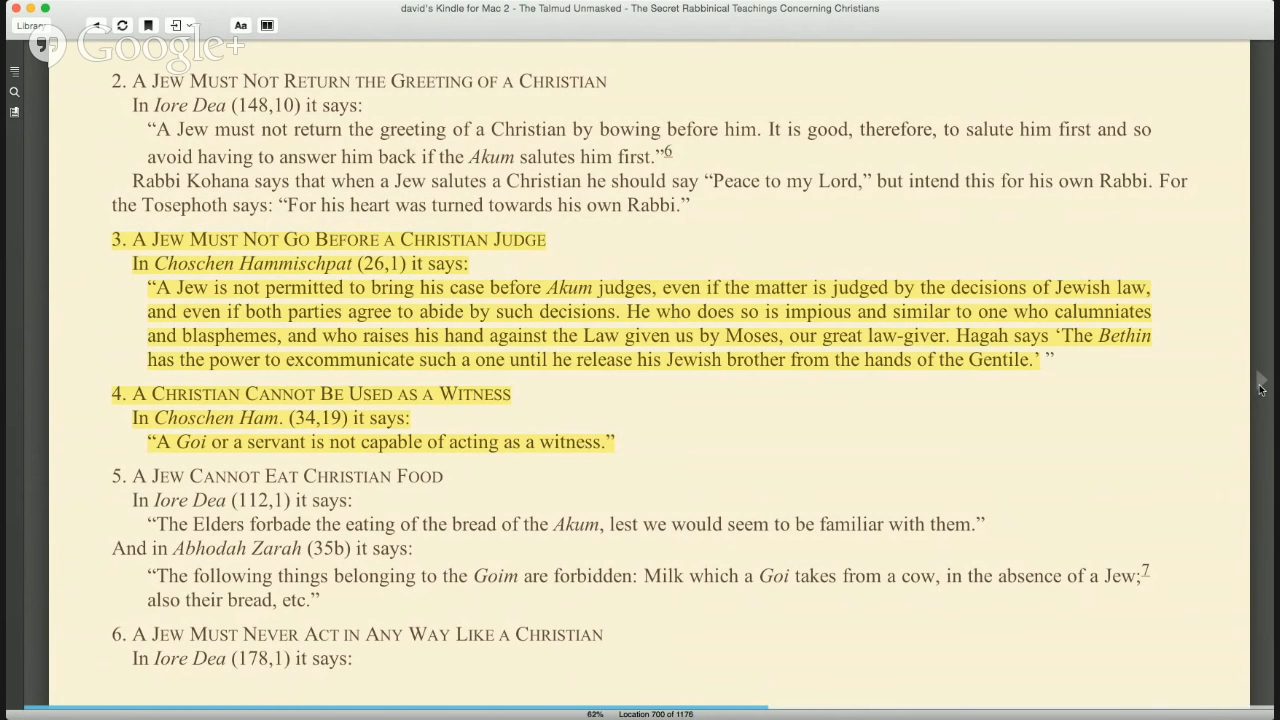 david's Kindle for Mac 2 - The Talmud Unmasked - The Secret Rabbinical Teachings Concerning Christians
Library
Aa
Google+
2. A JEW MUST NOT RETURN THE GREETING OF A CHRISTIAN
In Iore Dea (148,10) it says:
“A Jew must not return the greeting of a Christian by bowing before him. It is good, therefore, to salute him first and so
avoid having to answer him back if the Akum salutes him first.”6
Rabbi Kohana says that when a Jew salutes a Christian he should say “Peace to my Lord,” but intend this for his own Rabbi. For
the Tosephoth says: “For his heart was turned towards his own Rabbi.”
3. A JEW MUST NOT GO BEFORE A CHRISTIAN JUDGE
In Choschen Hammischpat (26,1) it says:
“A Jew is not permitted to bring his case before Akum judges, even if the matter is judged by the decisions of Jewish law,
and even if both parties agree to abide by such decisions. He who does so is impious and similar to one who calumniates
and blasphemes, and who raises his hand against the Law given us by Moses, our great law-giver. Hagah says ‘The Bethin
has the power to excommunicate such a one until he release his Jewish brother from the hands of the Gentile.’ ”
4. A CHRISTIAN CANNOT BE USED AS A WITNESS
In Choschen Ham. (34,19) it says:
“A Goi or a servant is not capable of acting as a witness.”
5. A JEW CANNOT EAT CHRISTIAN FOOD
In Iore Dea (112,1) it says:
“The Elders forbade the eating of the bread of the Akum, lest we would seem to be familiar with them.”
And in Abhodah Zarah (35b) it says:
“The following things belonging to the Goim are forbidden: Milk which a Goi takes from a cow, in the absence of a Jew;7
also their bread, etc.”
6. A JEW MUST NEVER ACT IN ANY WAY LIKE A CHRISTIAN
In Iore Dea (178,1) it says:
62% Location 700 of 1176